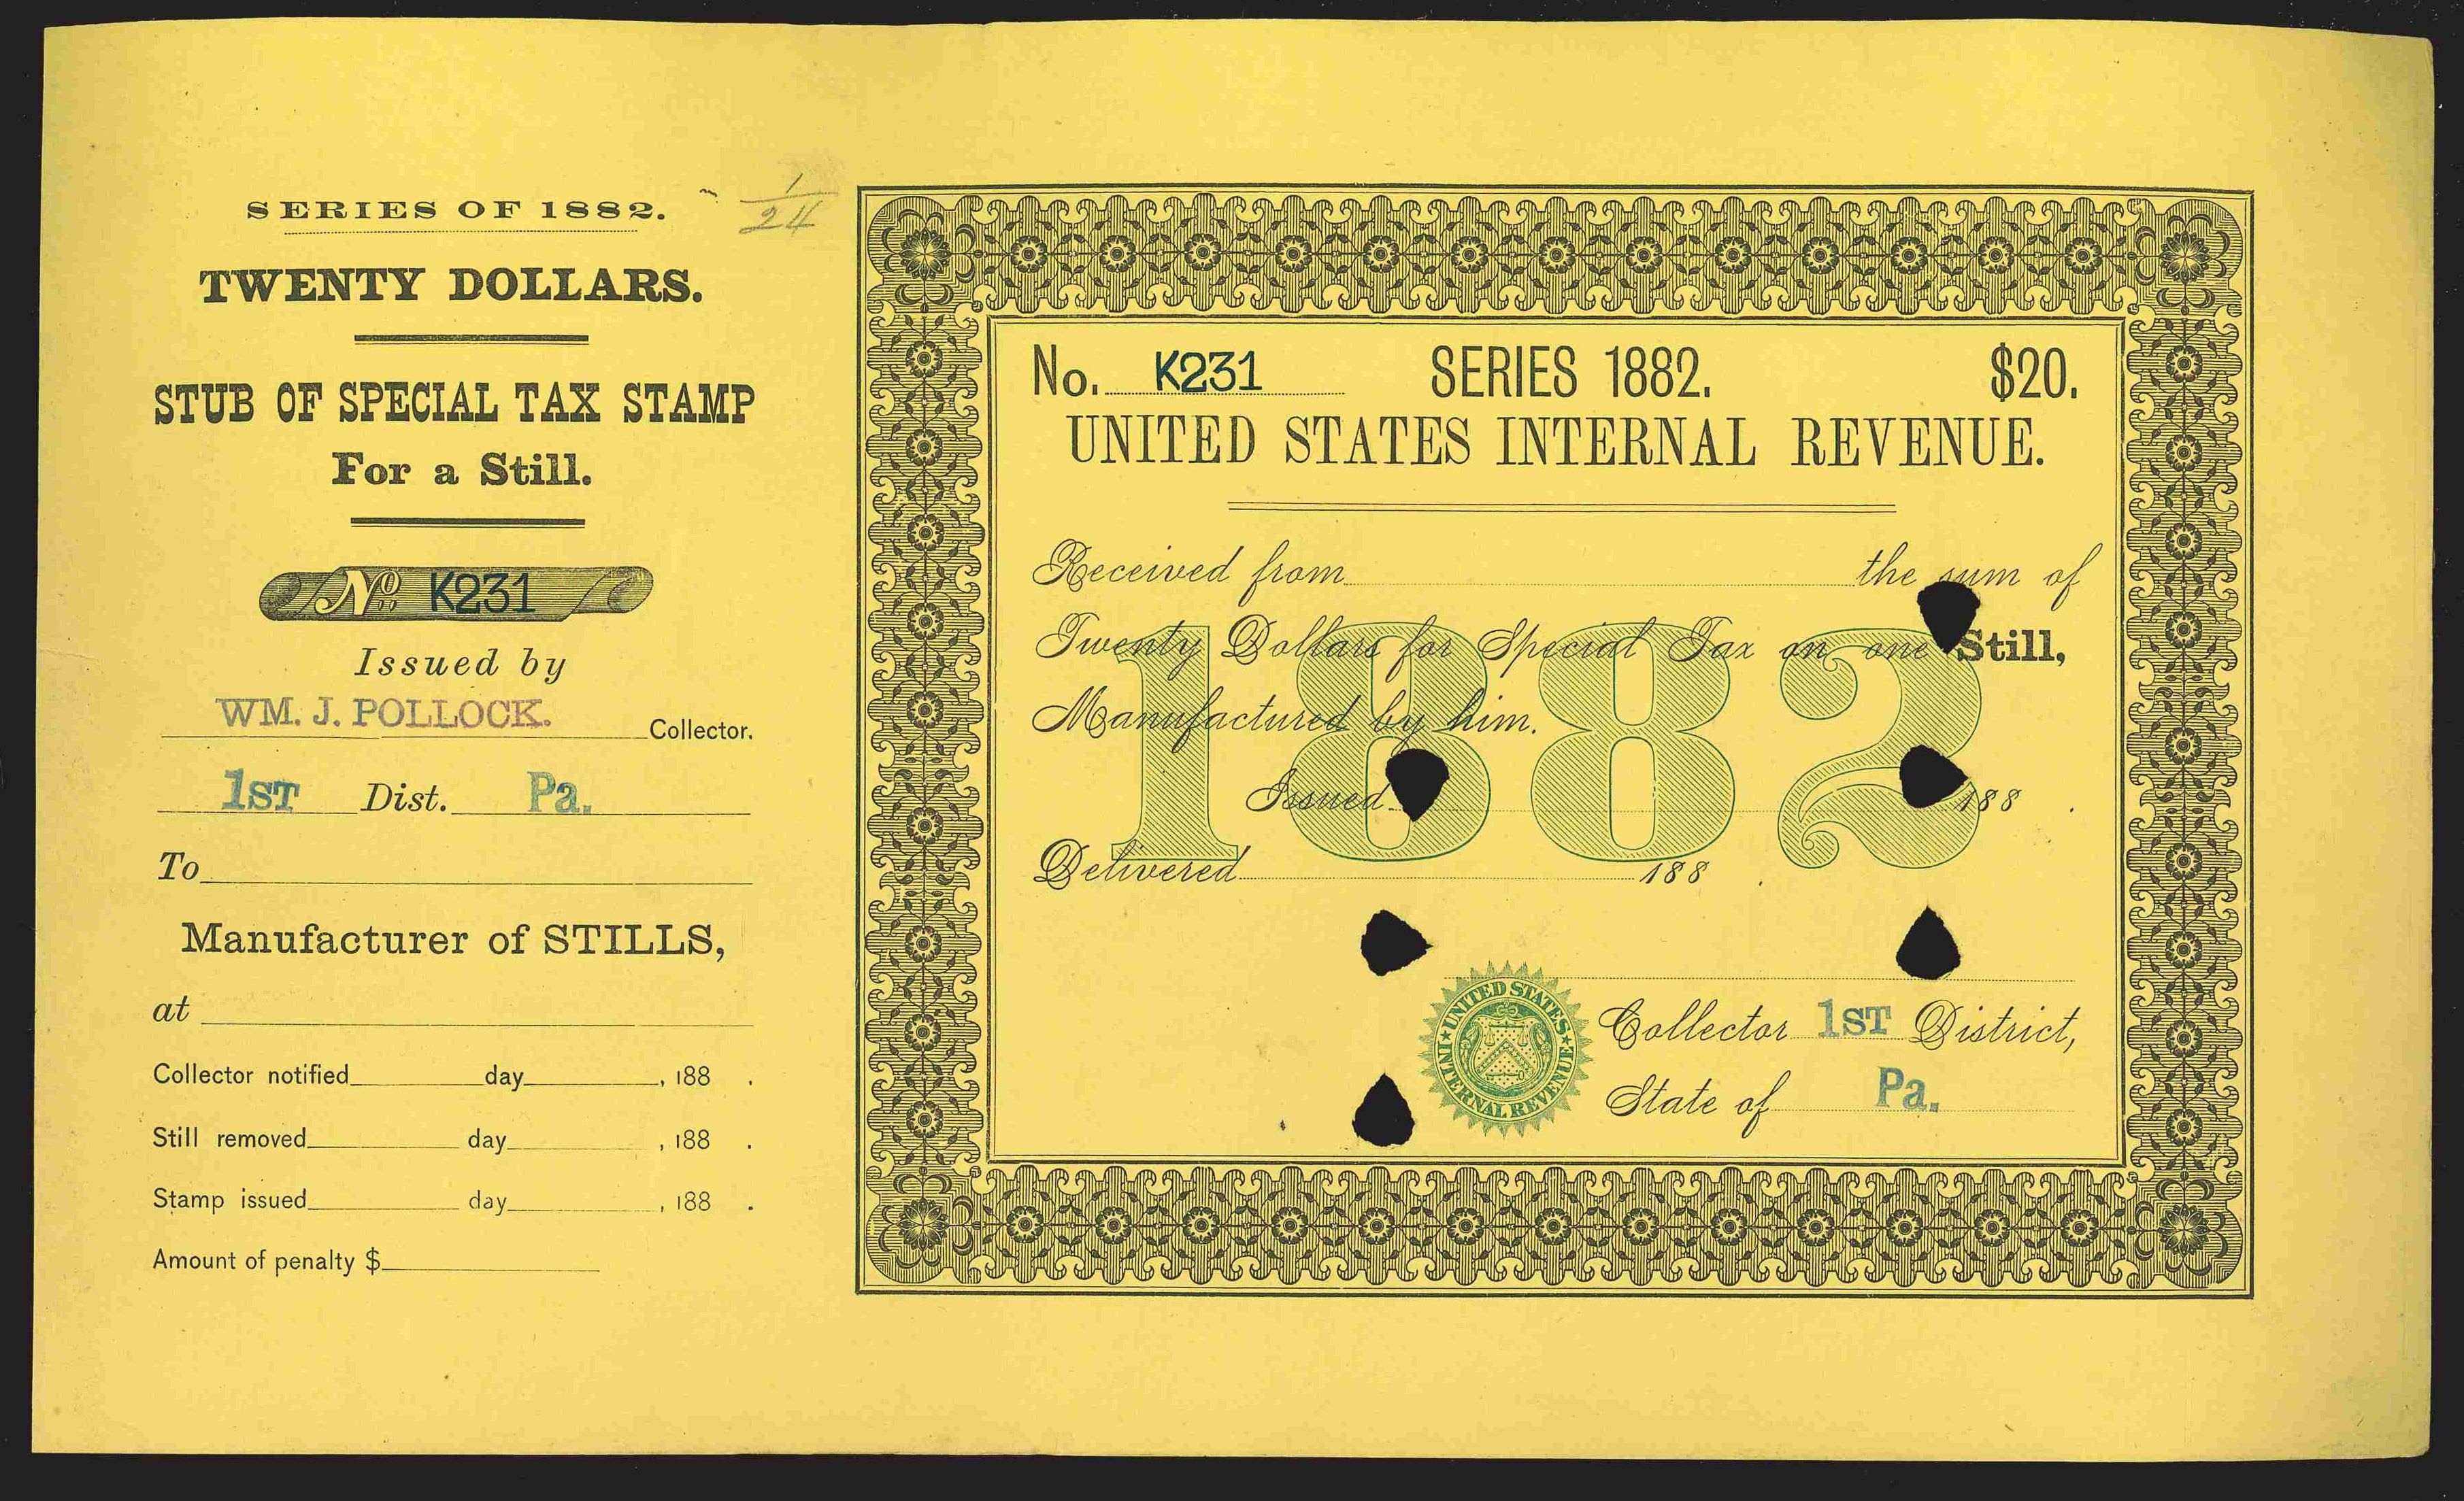 SERIES OF 1882.
1/24
TWENTY DOLLARS.
STUB OF SPECIAL TAX STAMP
For a Still.
No. K231
Issued by
WM. J. POLLOCK. Collector.
1ST Dist. Pa.
To
Manufacturer of STILLS,
at
Collector notified day , 188 .
Still removed day , 188 .
Stamp issued day , 188 .
Amount of penalty $
No. K231 SERIES 1882. $20.
UNITED STATES INTERNAL REVENUE.
Received from the sum of
Twenty Dollars for Special Tax on one Still,
Manufactured by him.
1882
Issued 188 .
Delivered 188 .
UNITED STATES INTERNAL REVENUE
Collector 1ST District,
State of Pa.